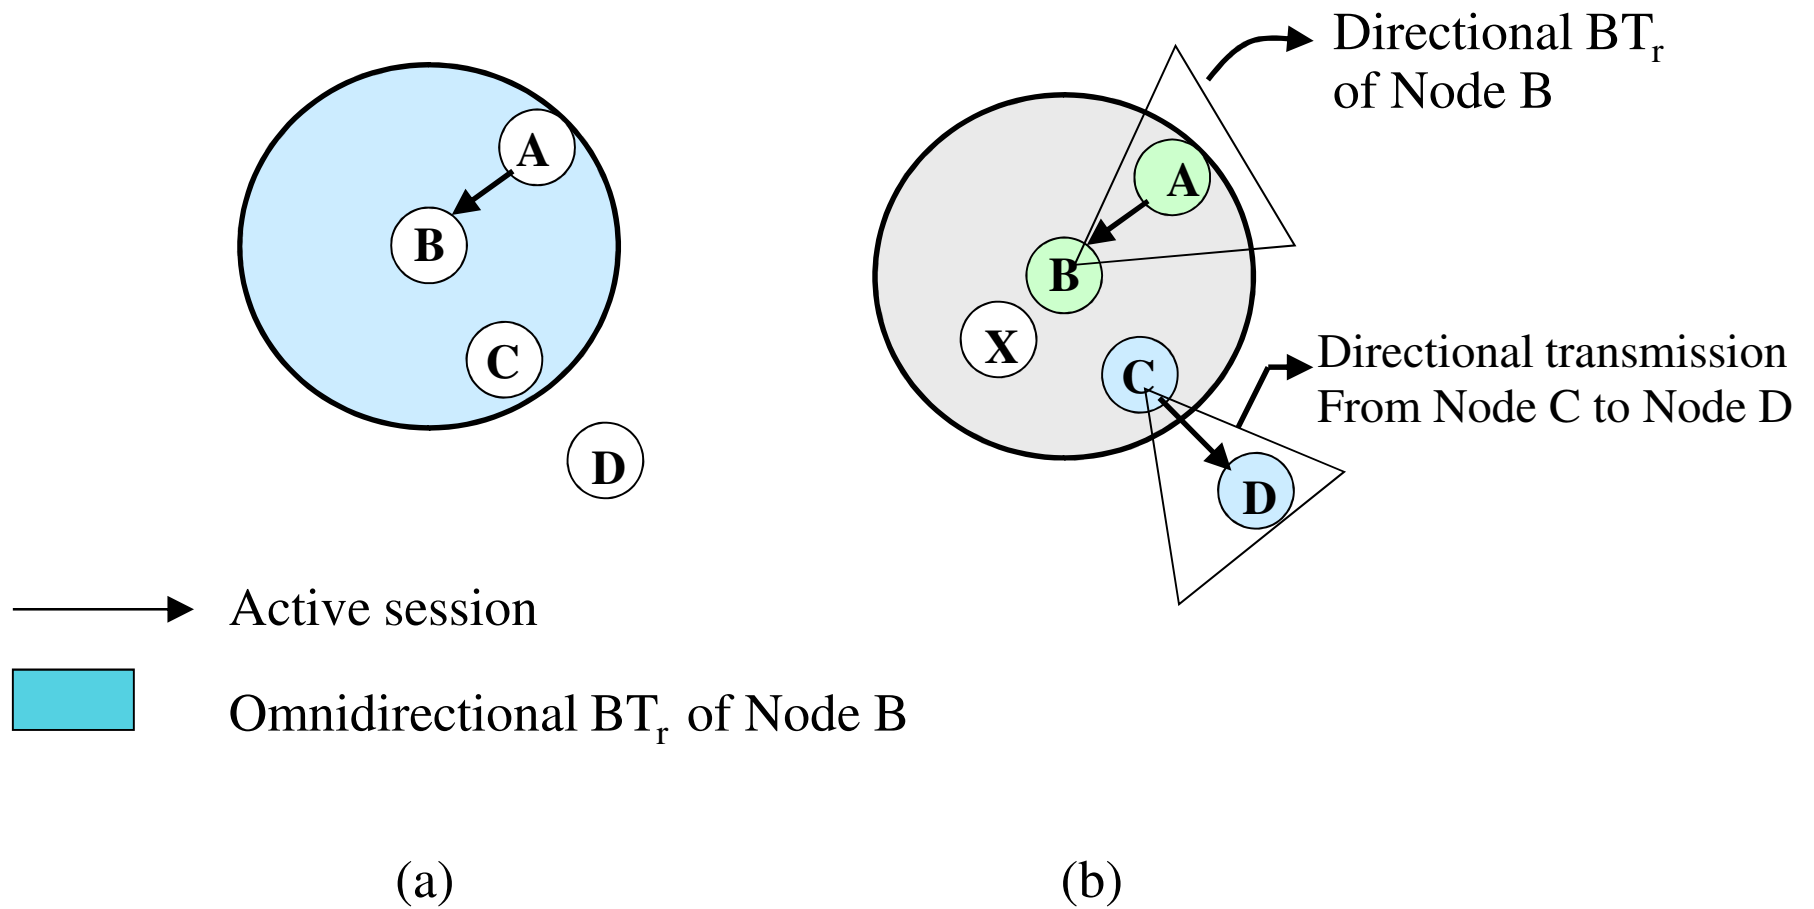 A
B
C
D
Active session
Omnidirectional BTr of Node B
(a)
Directional BTr
of Node B
A
B
X
C
D
Directional transmission
From Node C to Node D
(b)